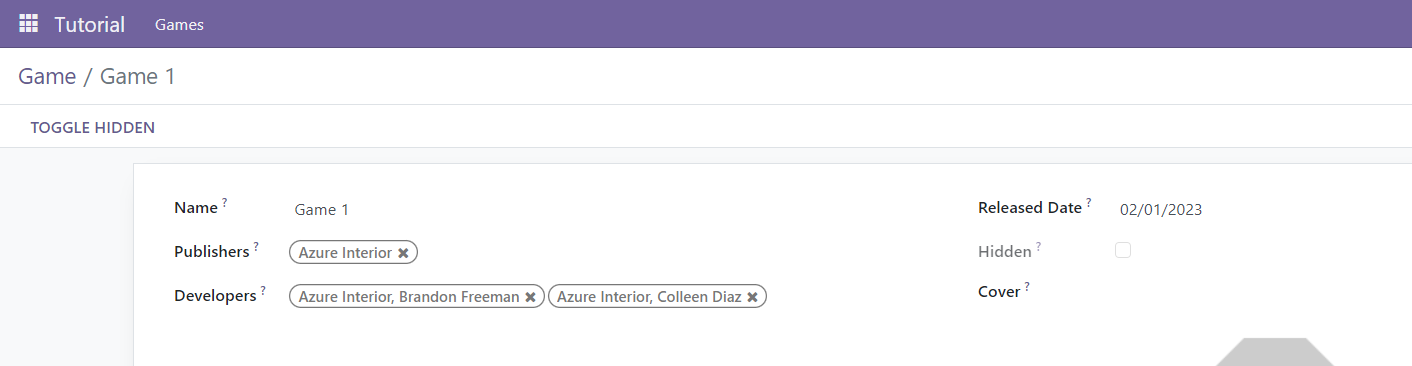 Tutorial Games
Game / Game 1
TOGGLE HIDDEN
Name ? Game 1
Publishers ? Azure Interior ✖
Developers ? Azure Interior, Brandon Freeman ✖ Azure Interior, Colleen Diaz ✖
Released Date ? 02/01/2023
Hidden ?
Cover ?